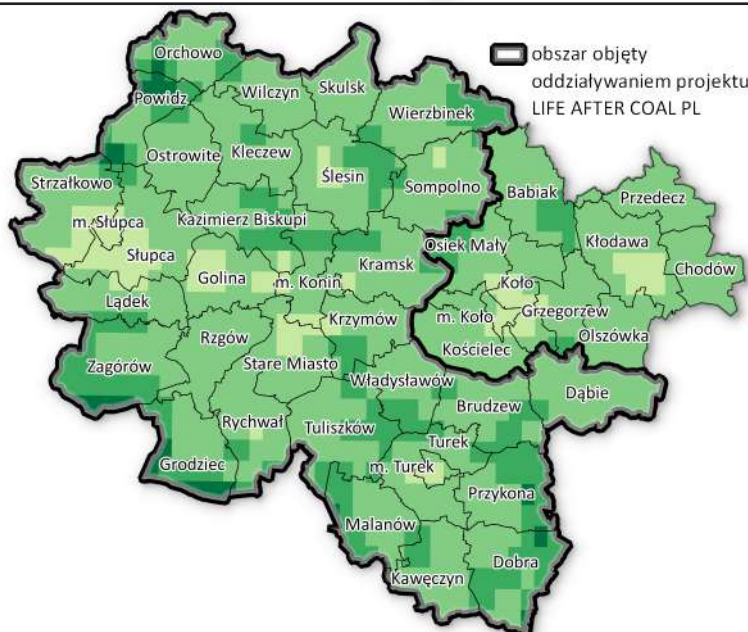 obszar objęty
oddziaływaniem projektu
LIFE AFTER COAL PL
Orchowo
Wilczyn
Skulsk
Powidz
Wierzbinek
Ostrowite
Kleczew
Ślesin
Sompolno
Strzałkowo
Babiak
Przedecz
m. Słupca
Kazimierz Biskupi
Słupca
Osiek Mały
Kłodawa
Chodów
Golina
m. Konin
Kramsk
Koło
Lądek
Krzymów
m. Koło
Grzegorzew
Rzgów
Kościelec
Olszówka
Zagórów
Stare Miasto
Władysławów
Dąbie
Rychwał
Tuliszków
Brudzew
Turek
Grodziec
m. Turek
Przykona
Malanów
Dobra
Kawęczyn